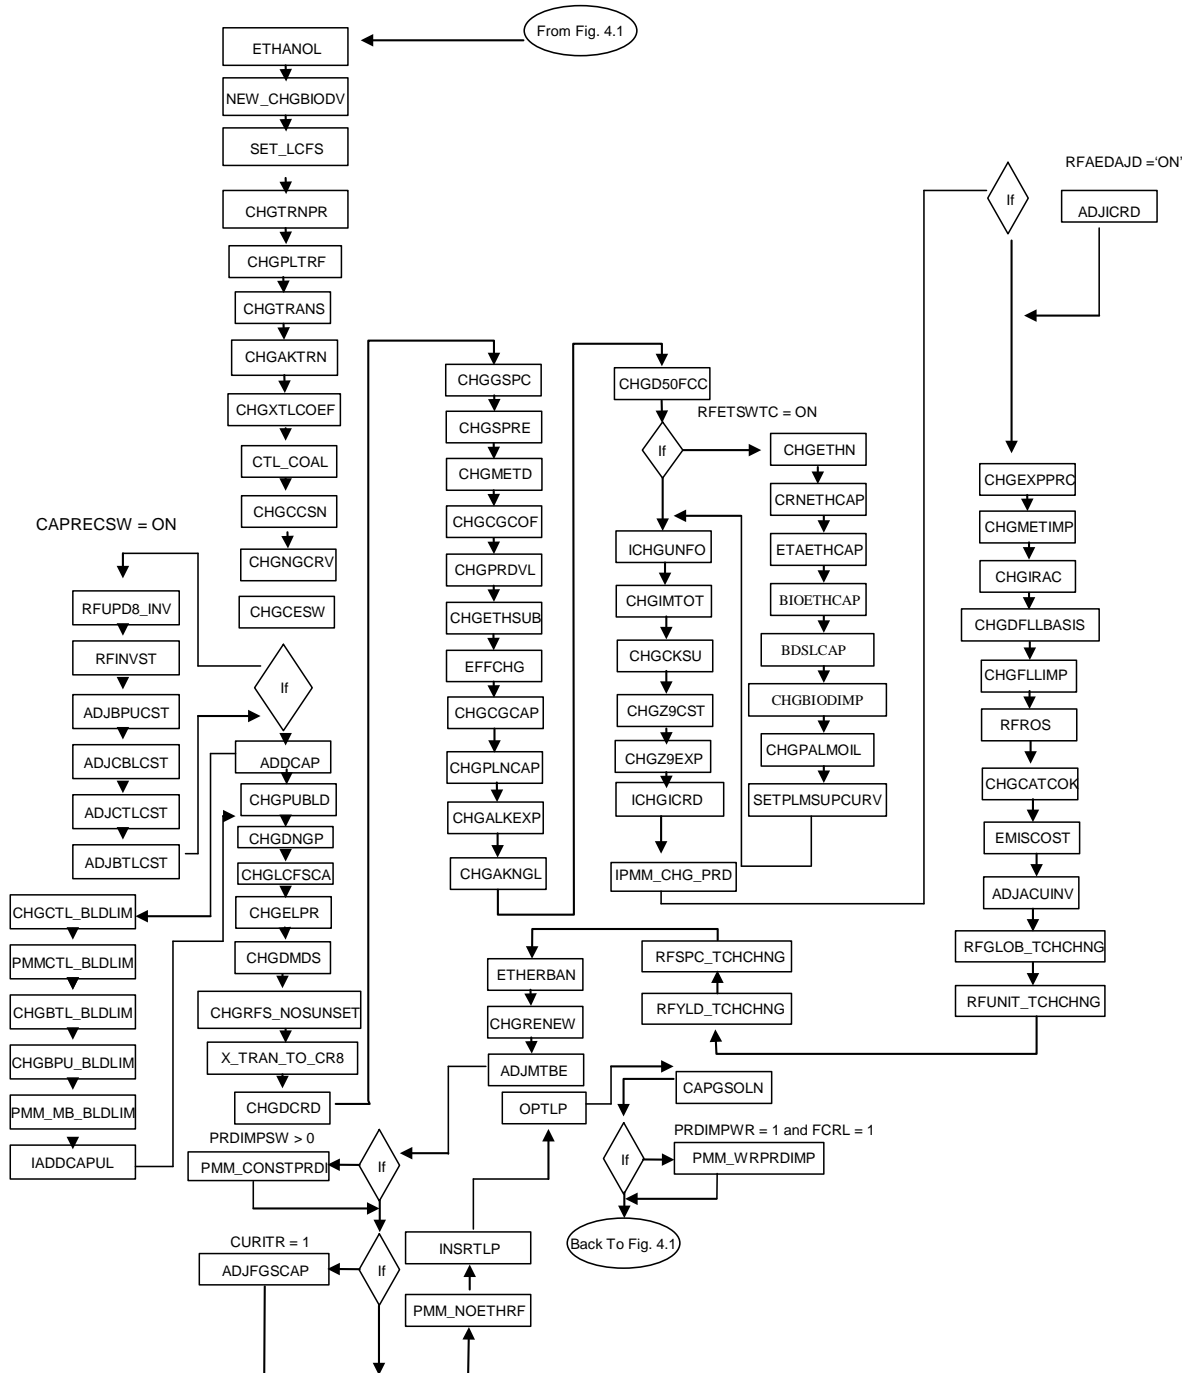 From Fig. 4.1
ETHANOL
NEW_CHGBIODV
SET_LCFS
CHGTRNPR
CHGPLTRF
CHGTRANS
CHGAKTRN
CHGXTLCOEF
CTL_COAL
CHGCCSN
CHGNGCRV
CHGCESW
If
CAPRECSW = ON
RFUPD8_INV
RFINVST
ADJBPUCST
ADJCBLCST
ADJCTLCST
ADJBTLCST
ADDCAP
CHGCTL_BLDLIM
PMMCTL_BLDLIM
CHGBTL_BLDLIM
CHGBPU_BLDLIM
PMM_MB_BLDLIM
IADDCAPUL
CHGPUBLD
CHGDNGP
CHGLCFSCA
CHGELPR
CHGDMDS
CHGRFS_NOSUNSET
X_TRAN_TO_CR8
CHGDCRD
CHGGSPC
CHGSPRE
CHGMETD
CHGCGCOF
CHGPRDVL
CHGETHSUB
EFFCHG
CHGCGCAP
CHGPLNCAP
CHGALKEXP
CHGAKNGL
CHGD50FCC
If
RFETSWTC = ON
CHGETHN
CRNETHCAP
ETAETHCAP
BIOETHCAP
BDSLCAP
CHGBIODIMP
CHGPALMOIL
SETPLMSUPCURV
ICHGUNFO
CHGIMTOT
CHGCKSU
CHGZ9CST
CHGZ9EXP
ICHGICRD
IPMM_CHG_PRD
If
RFAEDAJD =‘ON’
ADJICRD
CHGEXPPRC
CHGMETIMP
CHGIRAC
CHGDFLLBASIS
CHGFLLIMP
RFROS
CHGCATCOK
EMISCOST
ADJACUINV
RFGLOB_TCHCHNG
RFUNIT_TCHCHNG
RFYLD_TCHCHNG
RFSPC_TCHCHNG
ETHERBAN
CHGRENEW
ADJMTBE
If
PRDIMPSW > 0
PMM_CONSTPRDI
If
CURITR = 1
ADJFGSCAP
PMM_NOETHRF
INSRTLP
OPTLP
CAPGSOLN
If
PRDIMPWR = 1 and FCRL = 1
PMM_WRPRDIMP
Back To Fig. 4.1